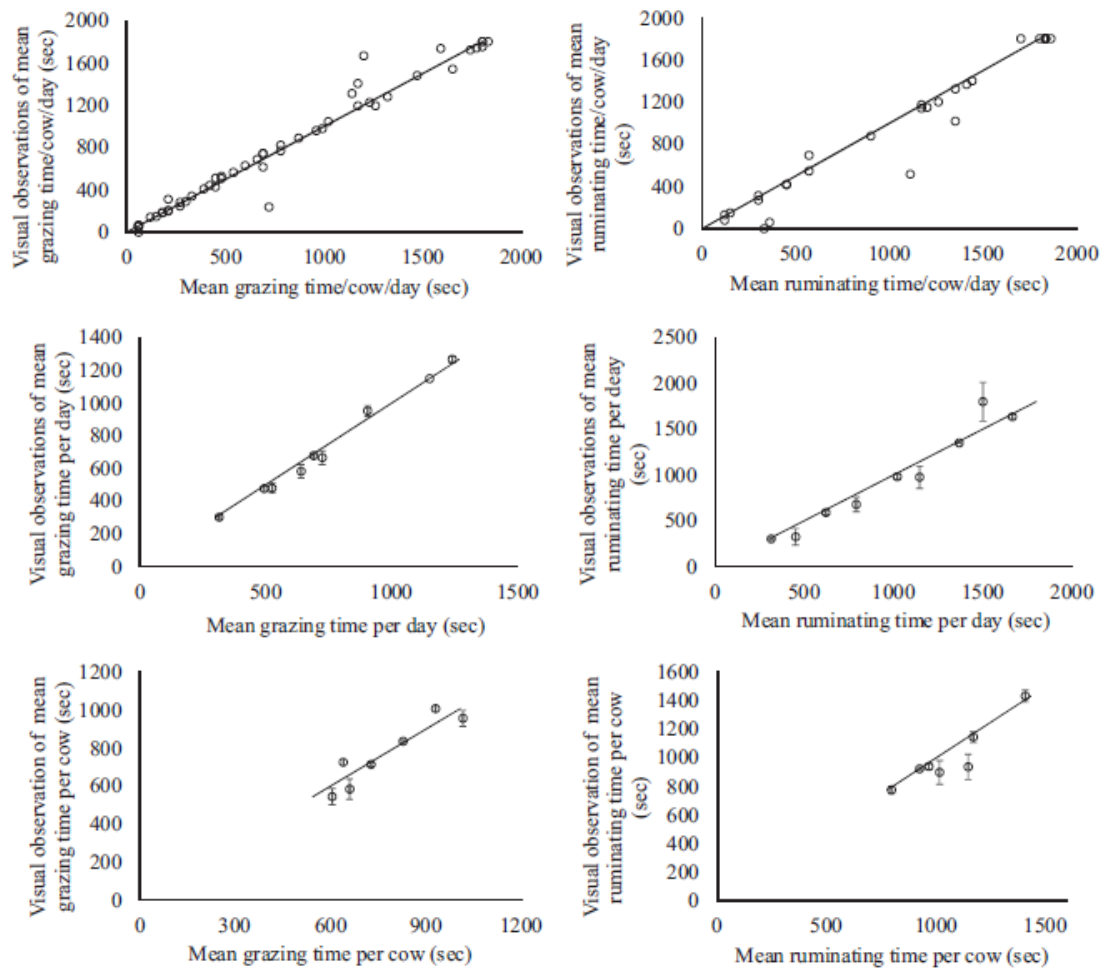 Visual observations of mean
grazing time/cow/day (sec)
2000
1600
1200
800
400
0
0 500 1000 1500 2000
Mean grazing time/cow/day (sec)
Visual observations of mean
ruminating time/cow/day
(sec)
2000
1600
1200
800
400
0
0 500 1000 1500 2000
Mean ruminating time/cow/day (sec)
Visual observations of mean
grazing time per day (sec)
1400
1200
1000
800
600
400
200
0
0 500 1000 1500
Mean grazing time per day (sec)
Visual observations of mean
ruminating time per deay
(sec)
2500
2000
1500
1000
500
0
0 500 1000 1500 2000
Mean ruminating time per day (sec)
Visual observation of mean
grazing time per cow (sec)
1200
1000
800
600
400
200
0
0 300 600 900 1200
Mean grazing time per cow (sec)
Visual observation of mean
ruminating time per cow
(sec)
1600
1400
1200
1000
800
600
400
200
0
0 500 1000 1500
Mean ruminating time per cow (sec)